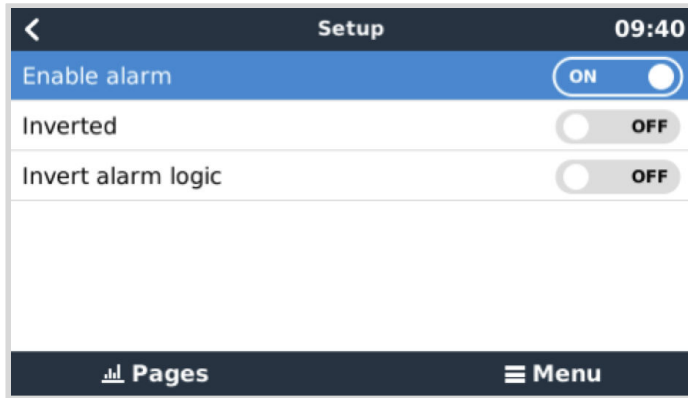 Setup 09:40
Enable alarm ON
Inverted OFF
Invert alarm logic OFF
Pages Menu